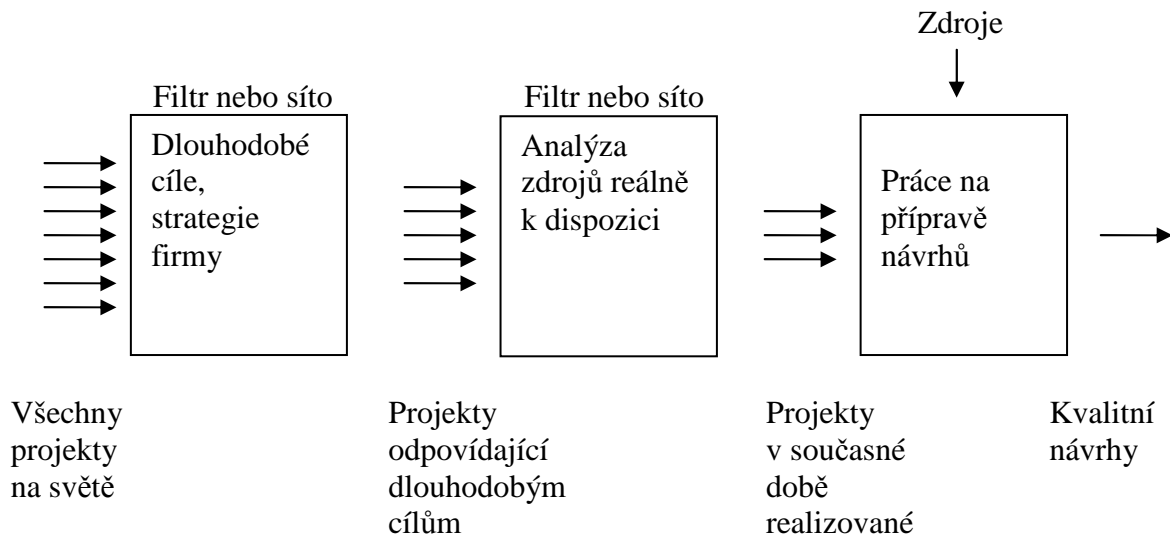 Zdroje
Filtr nebo síto
Dlouhodobé
cíle,
strategie
firmy
Filtr nebo síto
Analýza
zdrojů reálně
k dispozici
Práce na
přípravě
návrhů
Všechny
projekty
na světě
Projekty
odpovídající
dlouhodobým
cílům
Projekty
v současné
době
realizované
Kvalitní
návrhy